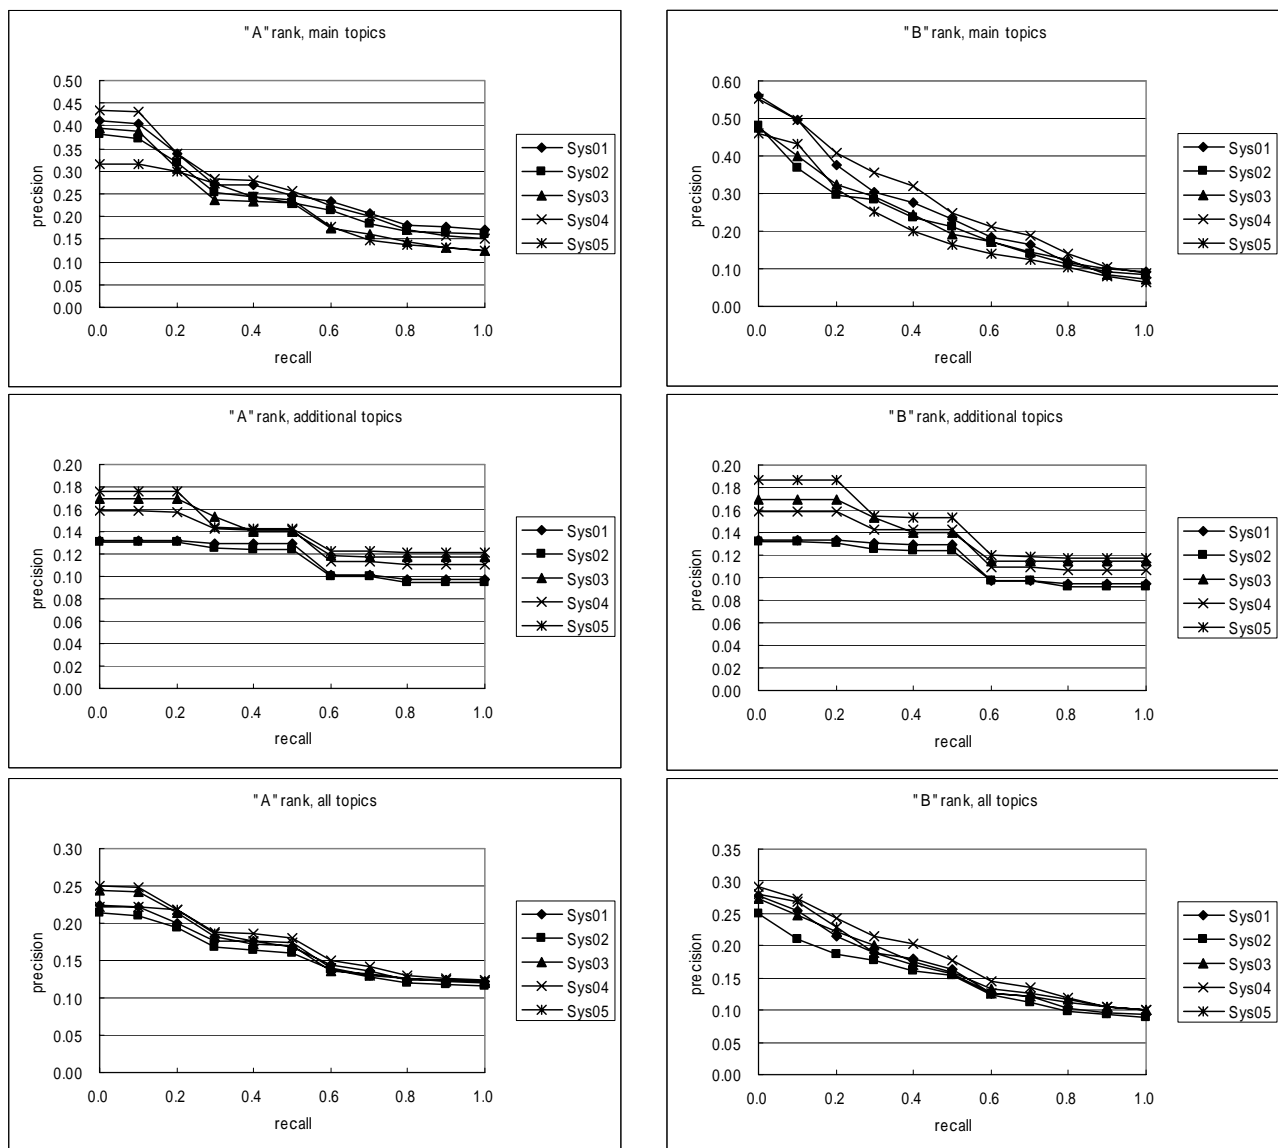 "A" rank, main topics
precision
0.50
0.45
0.40
0.35
0.30
0.25
0.20
0.15
0.10
0.05
0.00
0.0 0.2 0.4 0.6 0.8 1.0
recall
Sys01
Sys02
Sys03
Sys04
Sys05
"B" rank, main topics
precision
0.60
0.50
0.40
0.30
0.20
0.10
0.00
0.0 0.2 0.4 0.6 0.8 1.0
recall
Sys01
Sys02
Sys03
Sys04
Sys05
"A" rank, additional topics
precision
0.20
0.18
0.16
0.14
0.12
0.10
0.08
0.06
0.04
0.02
0.00
0.0 0.2 0.4 0.6 0.8 1.0
recall
Sys01
Sys02
Sys03
Sys04
Sys05
"B" rank, additional topics
precision
0.20
0.18
0.16
0.14
0.12
0.10
0.08
0.06
0.04
0.02
0.00
0.0 0.2 0.4 0.6 0.8 1.0
recall
Sys01
Sys02
Sys03
Sys04
Sys05
"A" rank, all topics
precision
0.30
0.25
0.20
0.15
0.10
0.05
0.00
0.0 0.2 0.4 0.6 0.8 1.0
recall
Sys01
Sys02
Sys03
Sys04
Sys05
"B" rank, all topics
precision
0.35
0.30
0.25
0.20
0.15
0.10
0.05
0.00
0.0 0.2 0.4 0.6 0.8 1.0
recall
Sys01
Sys02
Sys03
Sys04
Sys05